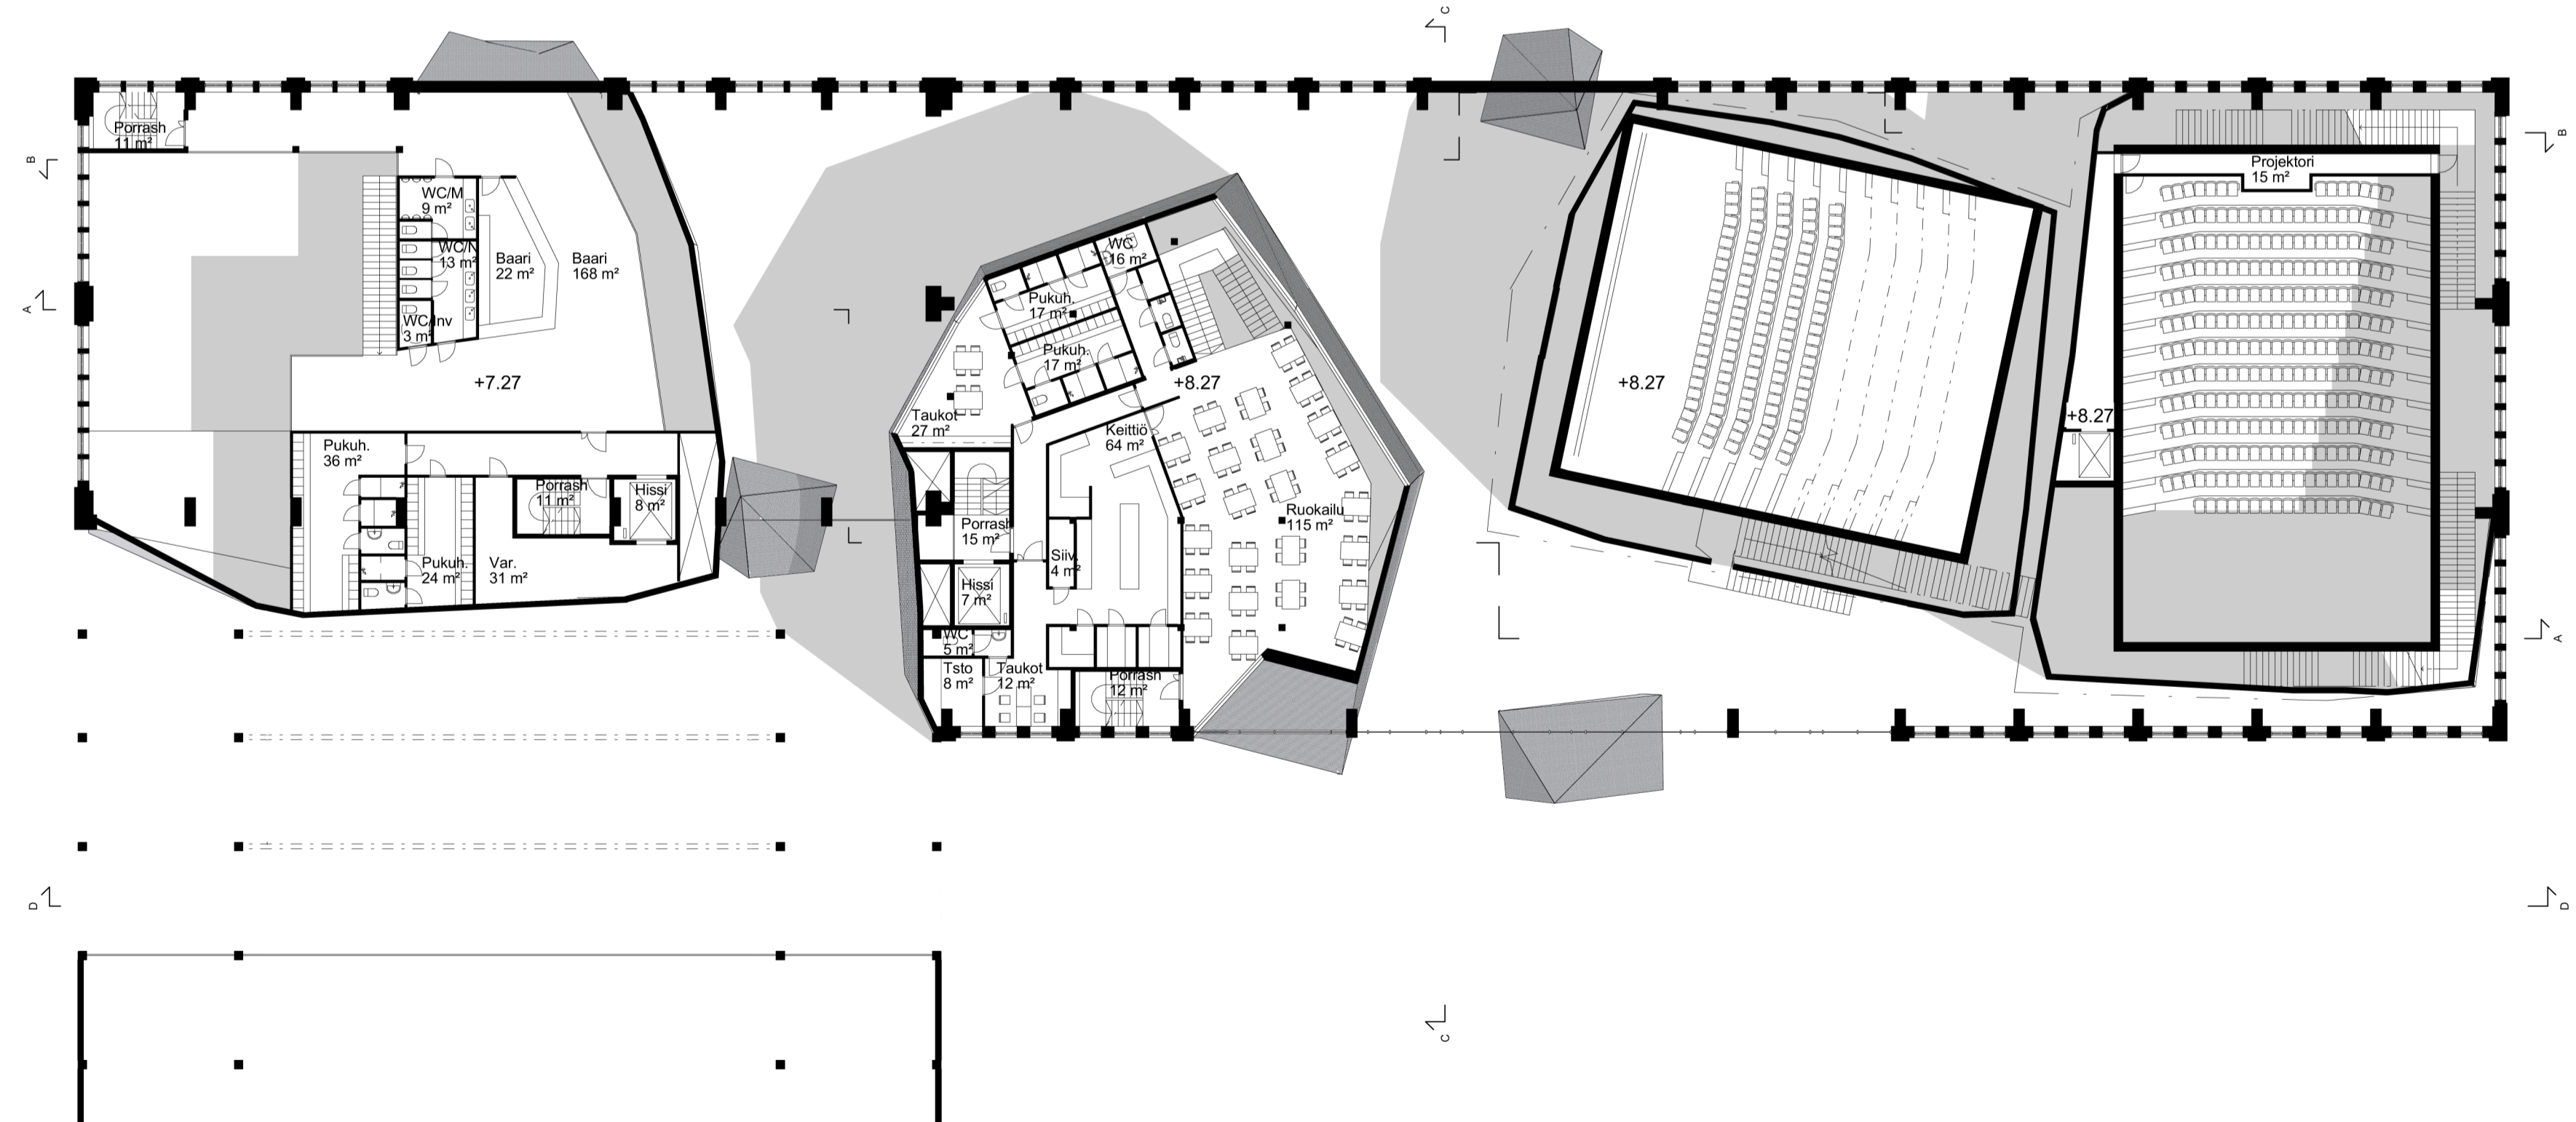 C
Porrash
11 m²
B
B
Projektori
15 m²
WC/M
9 m²
WC/N
13 m²
Baari
22 m²
Baari
168 m²
WC
16 m²
A
WC/Inv
3 m²
Pukuh.
17 m²
Pukuh.
17 m²
+7.27
+8.27
+8.27
+8.27
Taukot
27 m²
Keittiö
64 m²
Pukuh.
36 m²
Porrash
11 m²
Hissi
8 m²
Porrash
15 m²
Ruokailu
115 m²
Pukuh.
24 m²
Var.
31 m²
Siiv.
4 m²
Hissi
7 m²
WC
5 m²
A
Tsto
8 m²
Taukot
12 m²
Porrash
12 m²
D
D
C